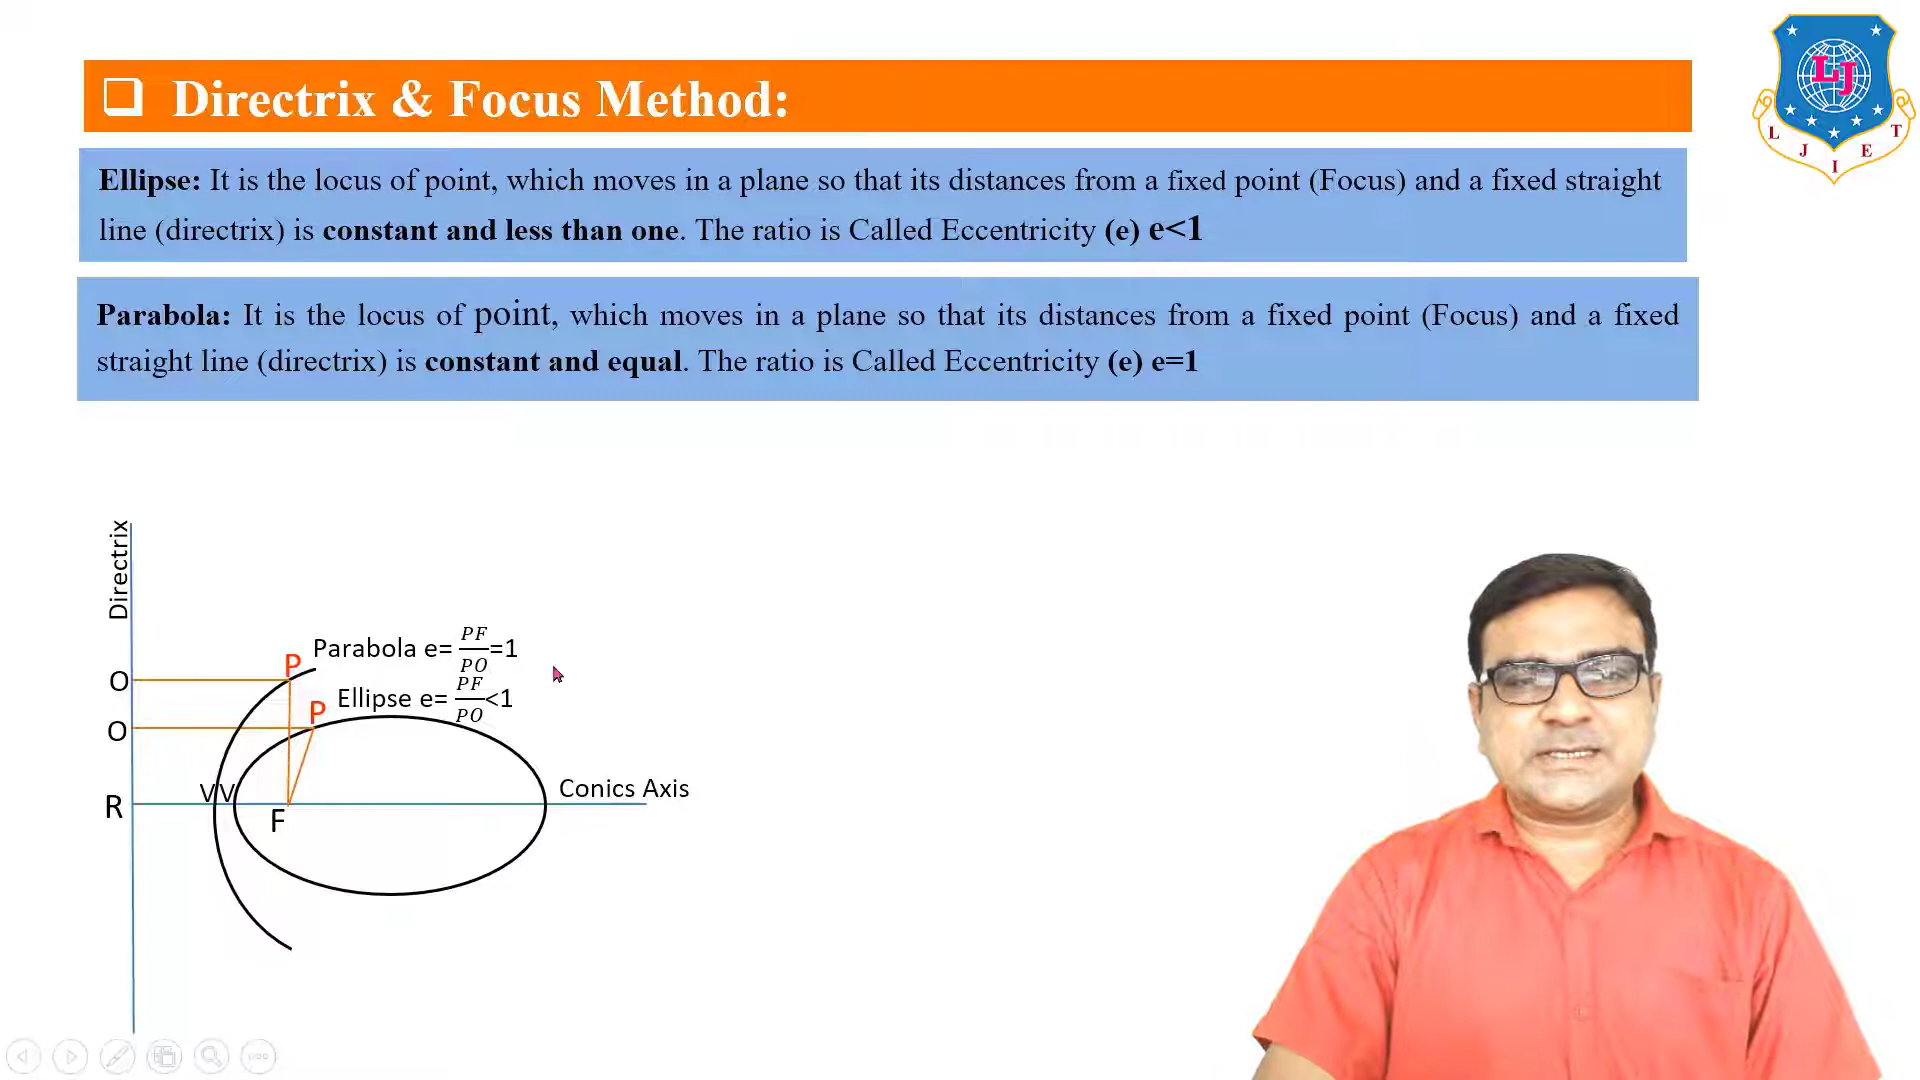 Directrix & Focus Method:
LJ
L J I E T
Ellipse: It is the locus of point, which moves in a plane so that its distances from a fixed point (Focus) and a fixed straight
line (directrix) is constant and less than one. The ratio is Called Eccentricity (e) e<1
Parabola: It is the locus of point, which moves in a plane so that its distances from a fixed point (Focus) and a fixed
straight line (directrix) is constant and equal. The ratio is Called Eccentricity (e) e=1
Directrix
Parabola e= PF/PO=1
O P
Ellipse e= PF/PO<1
O P
V V
Conics Axis
R F